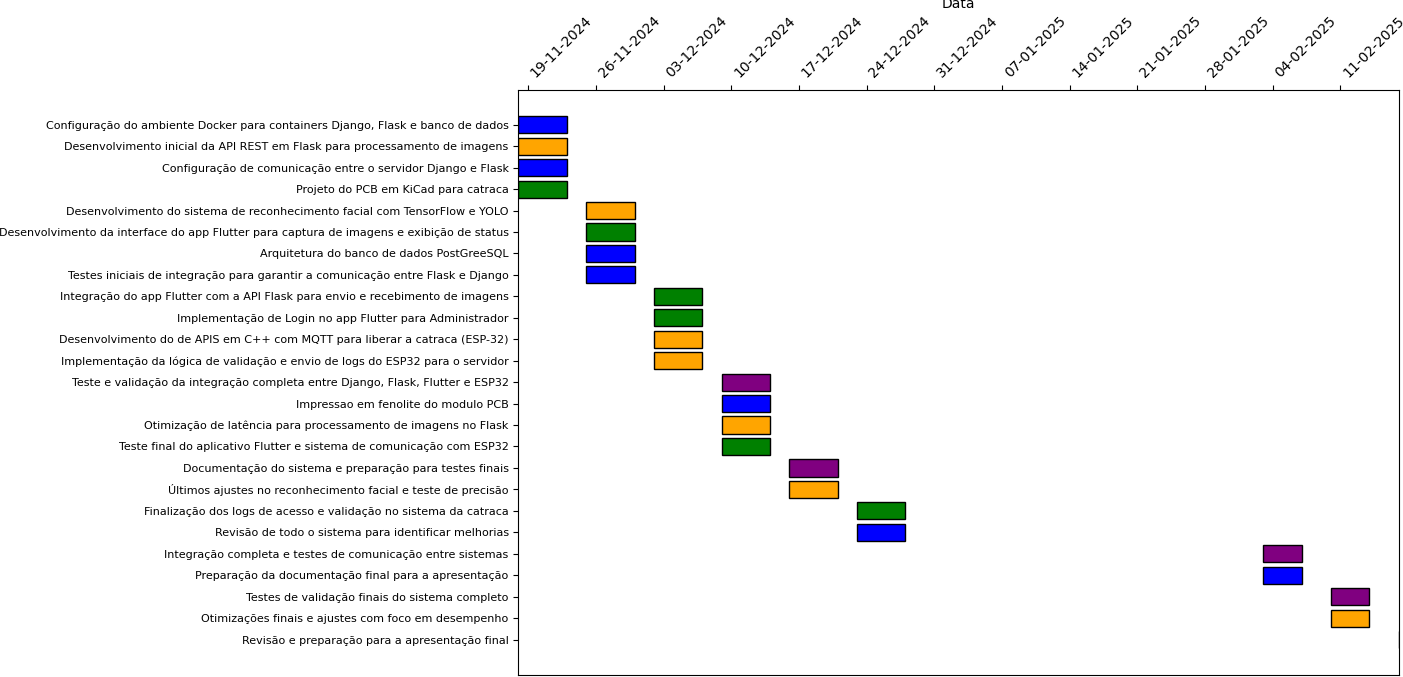 Data
19-11-2024
26-11-2024
03-12-2024
10-12-2024
17-12-2024
24-12-2024
31-12-2024
07-01-2025
14-01-2025
21-01-2025
28-01-2025
04-02-2025
11-02-2025
Configuração do ambiente Docker para containers Django, Flask e banco de dados
Desenvolvimento inicial da API REST em Flask para processamento de imagens
Configuração de comunicação entre o servidor Django e Flask
Projeto do PCB em KiCad para catraca
Desenvolvimento do sistema de reconhecimento facial com TensorFlow e YOLO
Desenvolvimento da interface do app Flutter para captura de imagens e exibição de status
Arquitetura do banco de dados PostGreeSQL
Testes iniciais de integração para garantir a comunicação entre Flask e Django
Integração do app Flutter com a API Flask para envio e recebimento de imagens
Implementação de Login no app Flutter para Administrador
Desenvolvimento do de APIS em C++ com MQTT para liberar a catraca (ESP-32)
Implementação da lógica de validação e envio de logs do ESP32 para o servidor
Teste e validação da integração completa entre Django, Flask, Flutter e ESP32
Impressao em fenolite do modulo PCB
Otimização de latência para processamento de imagens no Flask
Teste final do aplicativo Flutter e sistema de comunicação com ESP32
Documentação do sistema e preparação para testes finais
Últimos ajustes no reconhecimento facial e teste de precisão
Finalização dos logs de acesso e validação no sistema da catraca
Revisão de todo o sistema para identificar melhorias
Integração completa e testes de comunicação entre sistemas
Preparação da documentação final para a apresentação
Testes de validação finais do sistema completo
Otimizações finais e ajustes com foco em desempenho
Revisão e preparação para a apresentação final